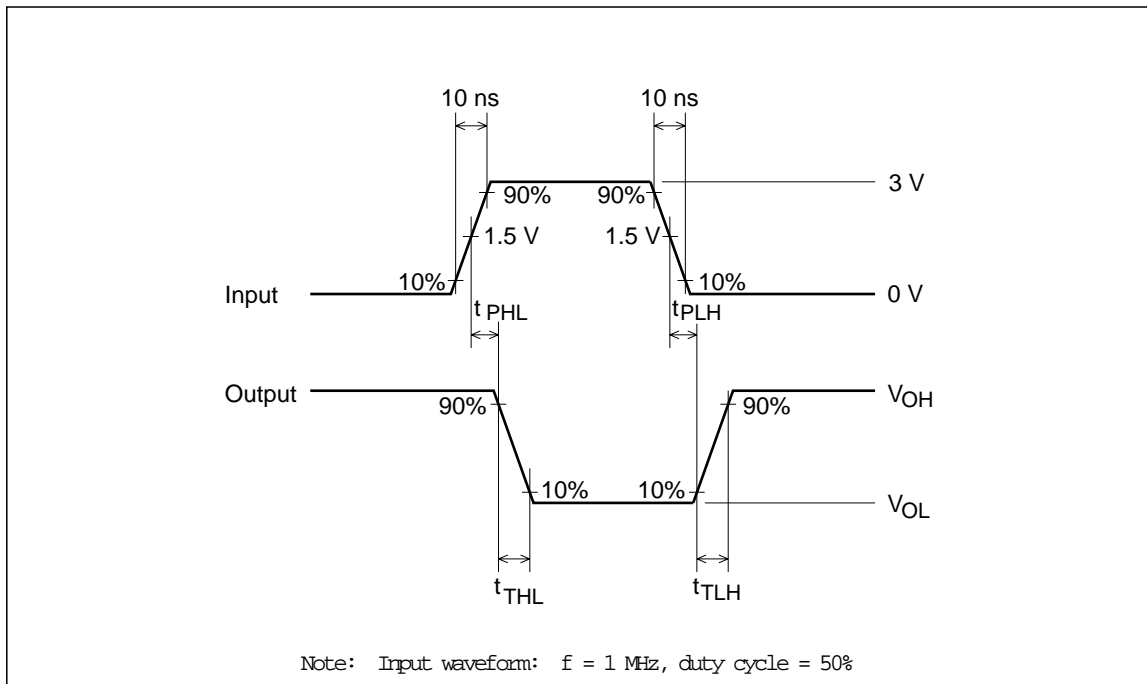 10 ns 10 ns
90% 90% 3 V
1.5 V 1.5 V
10% 10%
Input 0 V
tPHL tPLH
Output VOH
90% 90%
10% 10%
VOL
tTHL tTLH
Note: Input waveform: f = 1 MHz, duty cycle = 50%